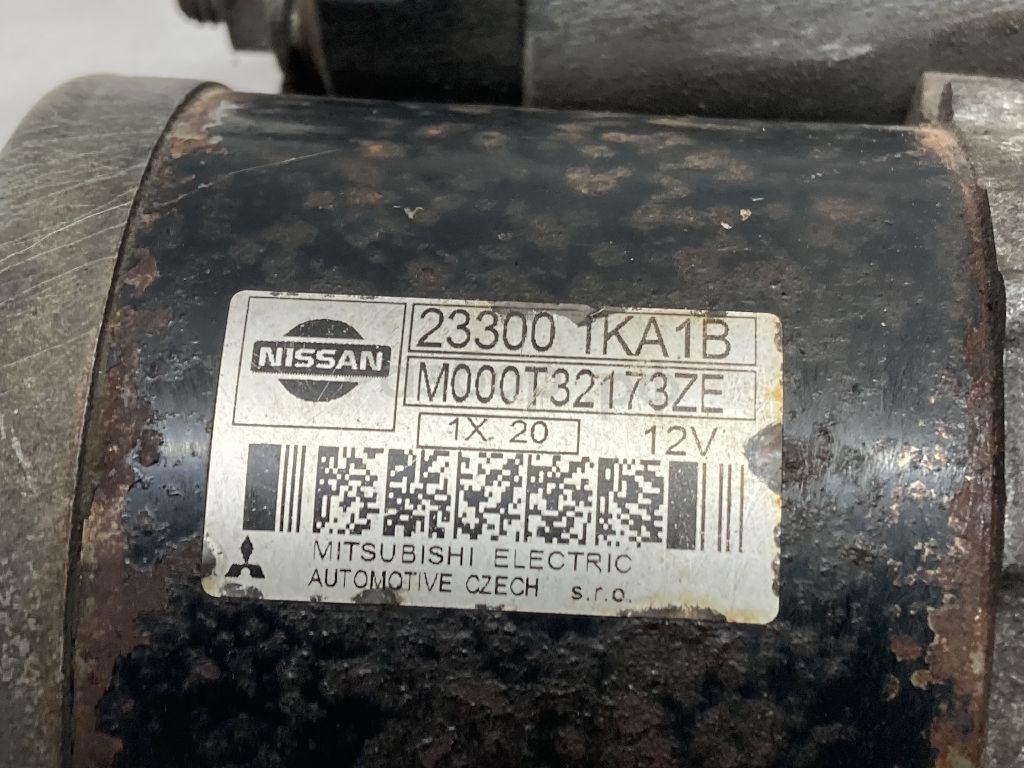 NISSAN
23300 1KA1B
M000T32173ZE
1X 20 12V
MITSUBISHI ELECTRIC
AUTOMOTIVE CZECH s.r.o.